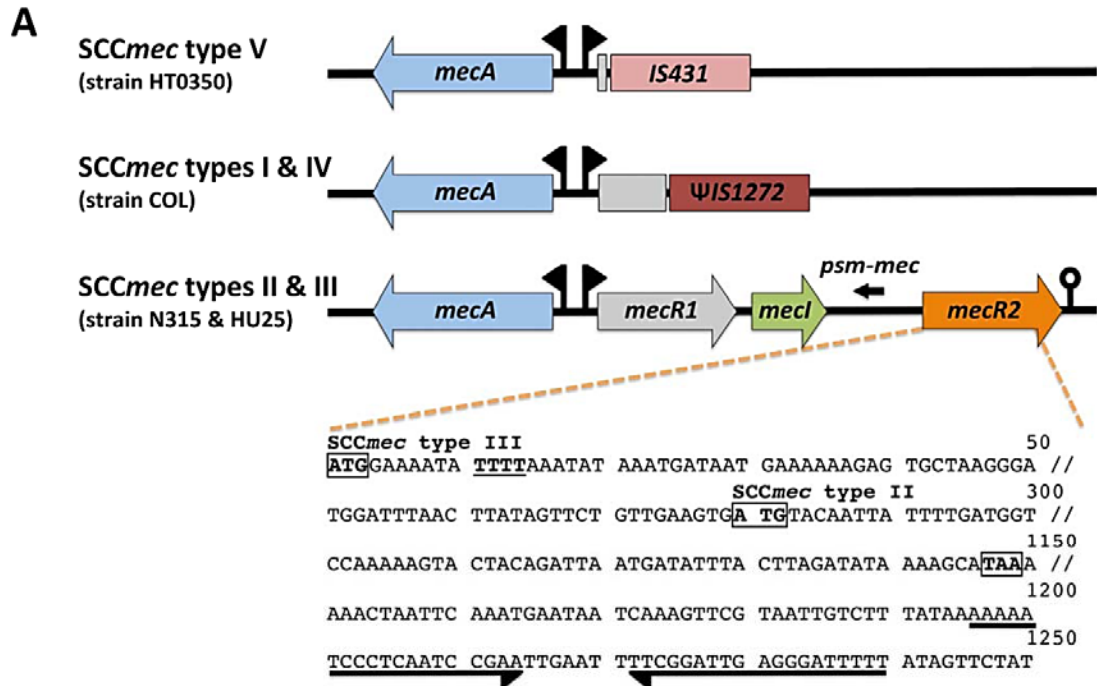 A
SCCmec type V
(strain HT0350)
mecA
IS431
SCCmec types I & IV
(strain COL)
mecA
ΨIS1272
SCCmec types II & III
(strain N315 & HU25)
mecA
mecR1
mecI
psm-mec
mecR2
SCCmec type III 50
ATGGAAAATA TTTTAAATAT AAATGATAAT GAAAAAAGAG TGCTAAGGGA //
SCCmec type II 300
TGGATTTAAC TTATAGTTCT GTTGAAGTGA TGTACAATTA TTTTGATGGT //
1150
CCAAAAAGTA CTACAGATTA ATGATATTTA CTTAGATATA AAAGCATAAA //
1200
AAACTAATTC AAATGAATAA TCAAAGTTCG TAATTGTCTT TATAAAAAAA
1250
TCCCTCAATC CGAATTGAAT TTTCGGATTG AGGGATTTTT ATAGTTCTAT